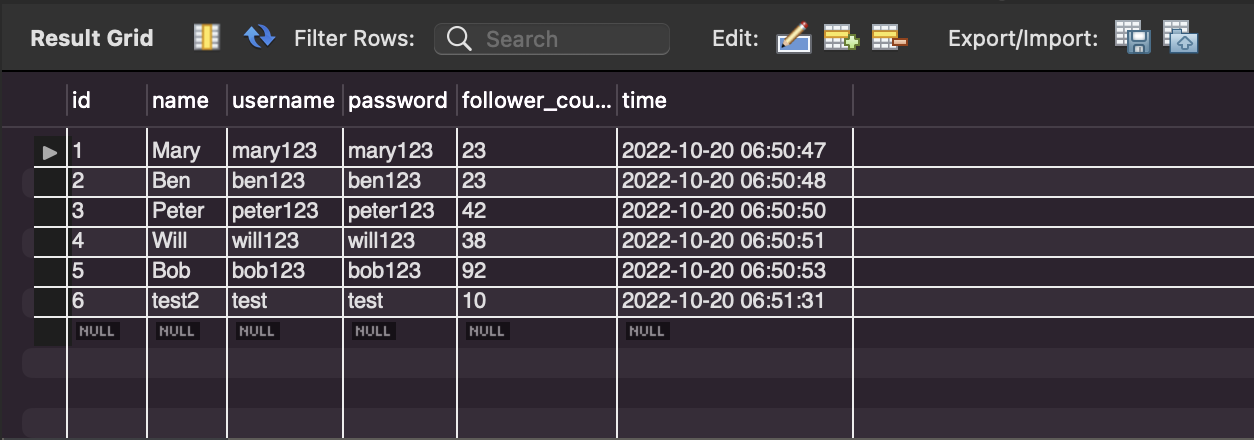 Result Grid Filter Rows: Search Edit: Export/Import:
id name username password follower_cou... time
1 Mary mary123 mary123 23 2022-10-20 06:50:47
2 Ben ben123 ben123 23 2022-10-20 06:50:48
3 Peter peter123 peter123 42 2022-10-20 06:50:50
4 Will will123 will123 38 2022-10-20 06:50:51
5 Bob bob123 bob123 92 2022-10-20 06:50:53
6 test2 test test 10 2022-10-20 06:51:31
NULL NULL NULL NULL NULL NULL